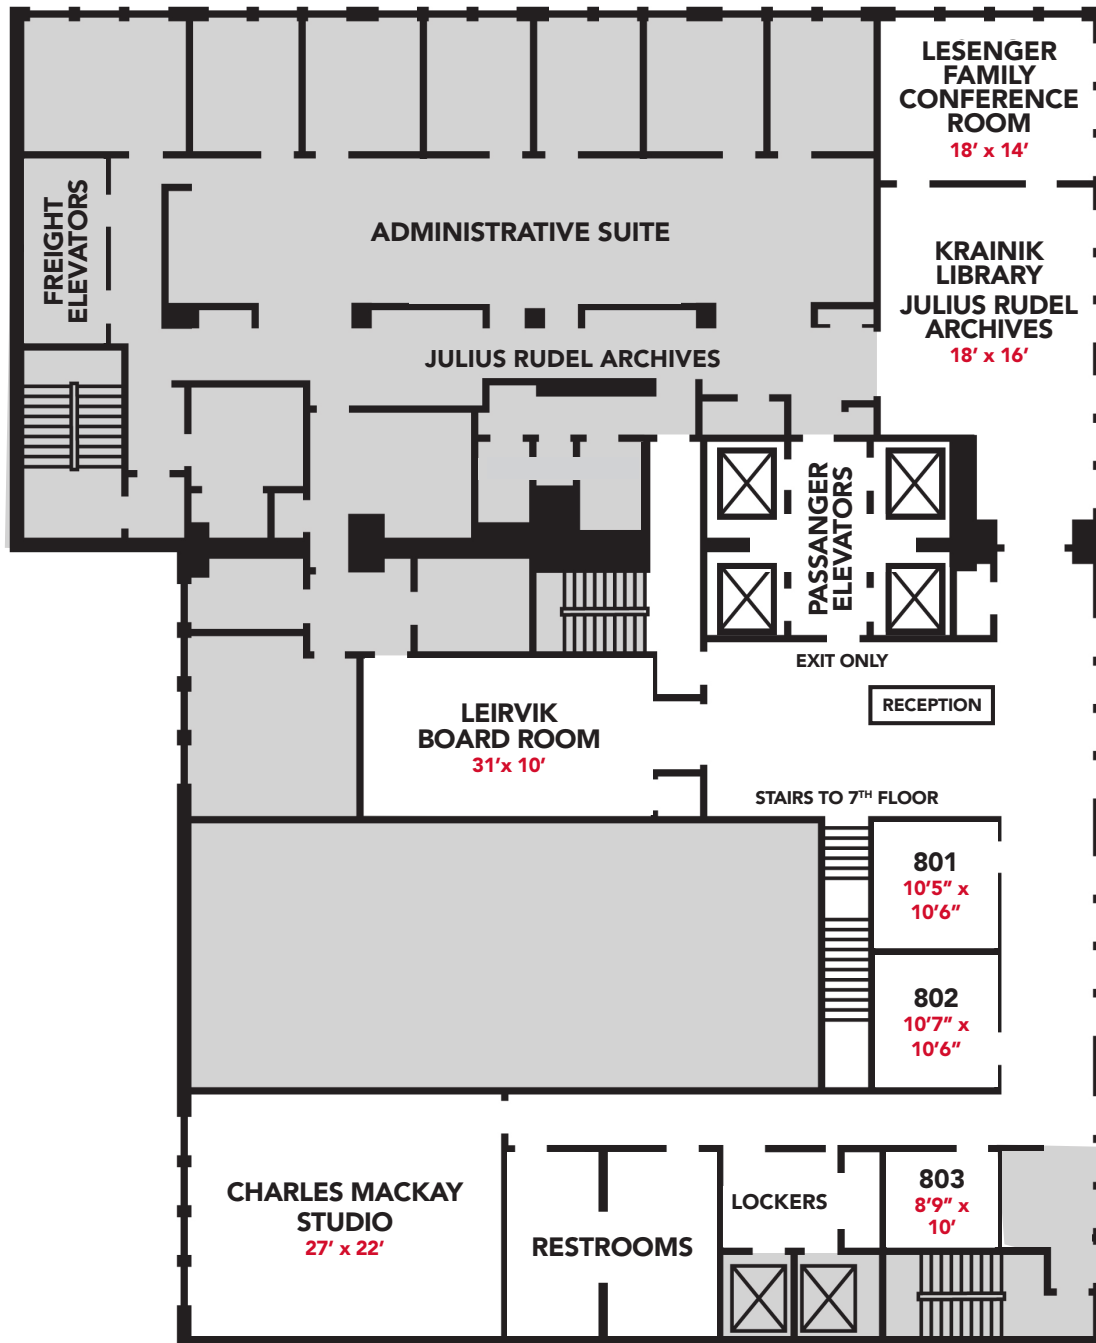 LESENGER
FAMILY
CONFERENCE
ROOM
18’ x 14’
FREIGHT
ELEVATORS
ADMINISTRATIVE SUITE
KRAINIK
LIBRARY
JULIUS RUDEL
ARCHIVES
18’ x 16’
JULIUS RUDEL ARCHIVES
PASSANGER
ELEVATORS
EXIT ONLY
RECEPTION
LEIRVIK
BOARD ROOM
31’x 10’
STAIRS TO 7TH FLOOR
801
10’5” x
10’6”
802
10’7” x
10’6”
CHARLES MACKAY
STUDIO
27’ x 22’
RESTROOMS
LOCKERS
803
8’9” x
10’